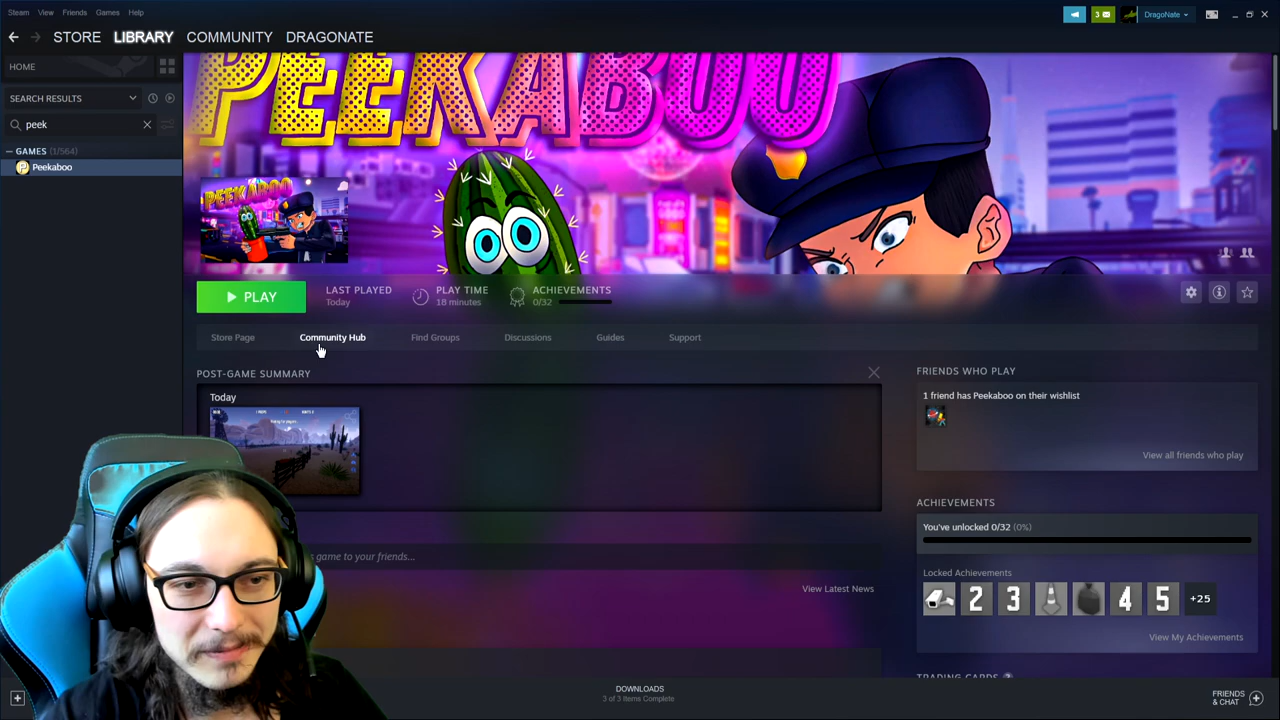 Steam View Friends Games Help
3 DragoNate
STORE LIBRARY COMMUNITY DRAGONATE
HOME
SEARCH RESULTS
peek
GAMES (1/564)
Peekaboo
PEEKABOO
PEEKABOO
PLAY
LAST PLAYED
Today
PLAY TIME
18 minutes
ACHIEVEMENTS
0/32
Store Page Community Hub Find Groups Discussions Guides Support
POST-GAME SUMMARY
Today
s game to your friends...
View Latest News
FRIENDS WHO PLAY
1 friend has Peekaboo on their wishlist
View all friends who play
ACHIEVEMENTS
You've unlocked 0/32 (0%)
Locked Achievements
2 3 4 5 +25
View My Achievements
TRADING CARDS
DOWNLOADS
3 of 3 Items Complete
FRIENDS
& CHAT